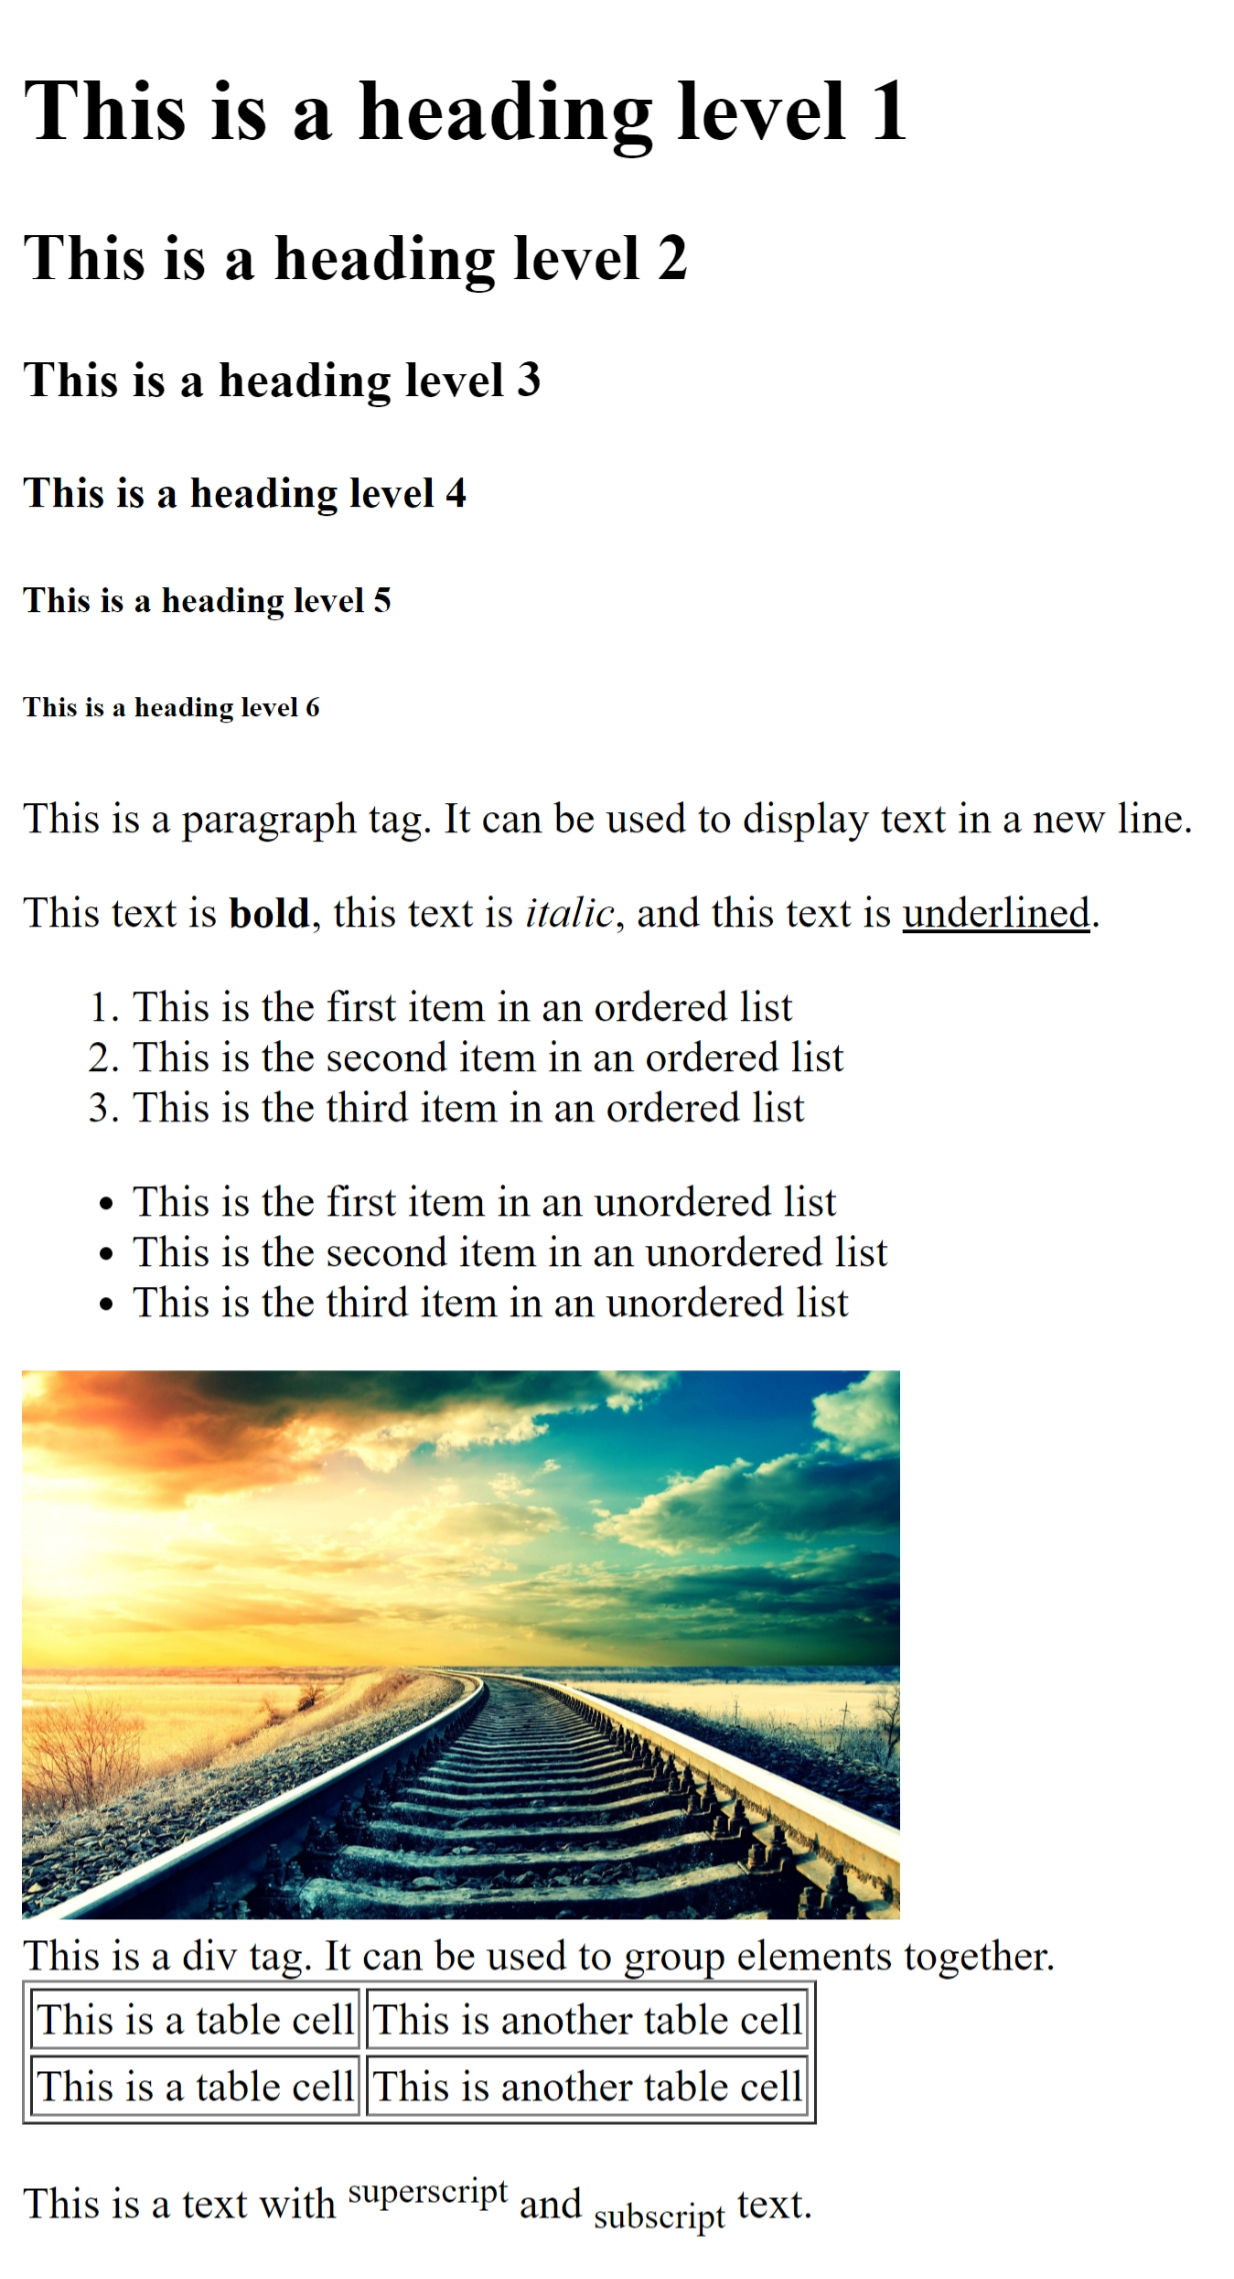 This is a heading level 1
This is a heading level 2
This is a heading level 3
This is a heading level 4
This is a heading level 5
This is a heading level 6
This is a paragraph tag. It can be used to display text in a new line.
This text is bold, this text is italic, and this text is underlined.
1. This is the first item in an ordered list
2. This is the second item in an ordered list
3. This is the third item in an ordered list
• This is the first item in an unordered list
• This is the second item in an unordered list
• This is the third item in an unordered list
This is a div tag. It can be used to group elements together.
This is a table cell This is another table cell
This is a table cell This is another table cell
This is a text with superscript and subscript text.